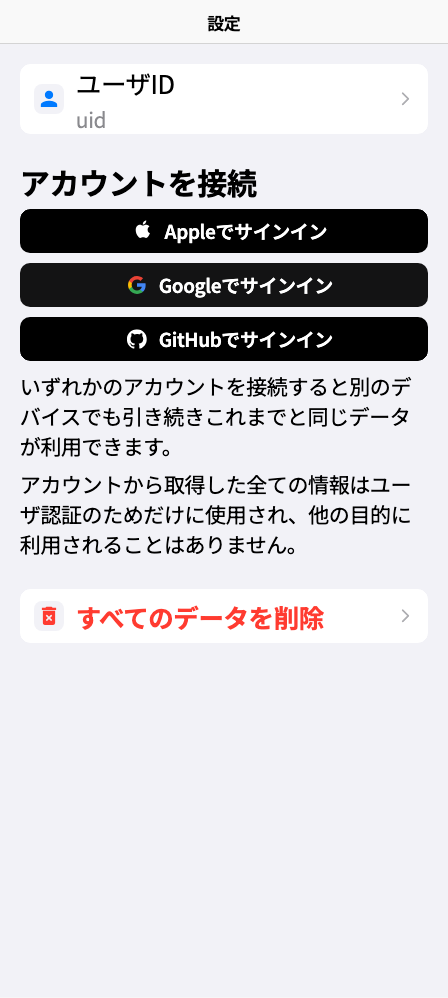 設定
ユーザID
uid
アカウントを接続
Appleでサインイン
Googleでサインイン
GitHubでサインイン
いずれかのアカウントを接続すると別のデ
バイスでも引き続きこれまでと同じデータ
が利用できます。
アカウントから取得した全ての情報はユー
ザ認証のためだけに使用され、他の目的に
利用されることはありません。
すべてのデータを削除